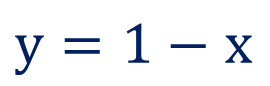 y = 1 − x